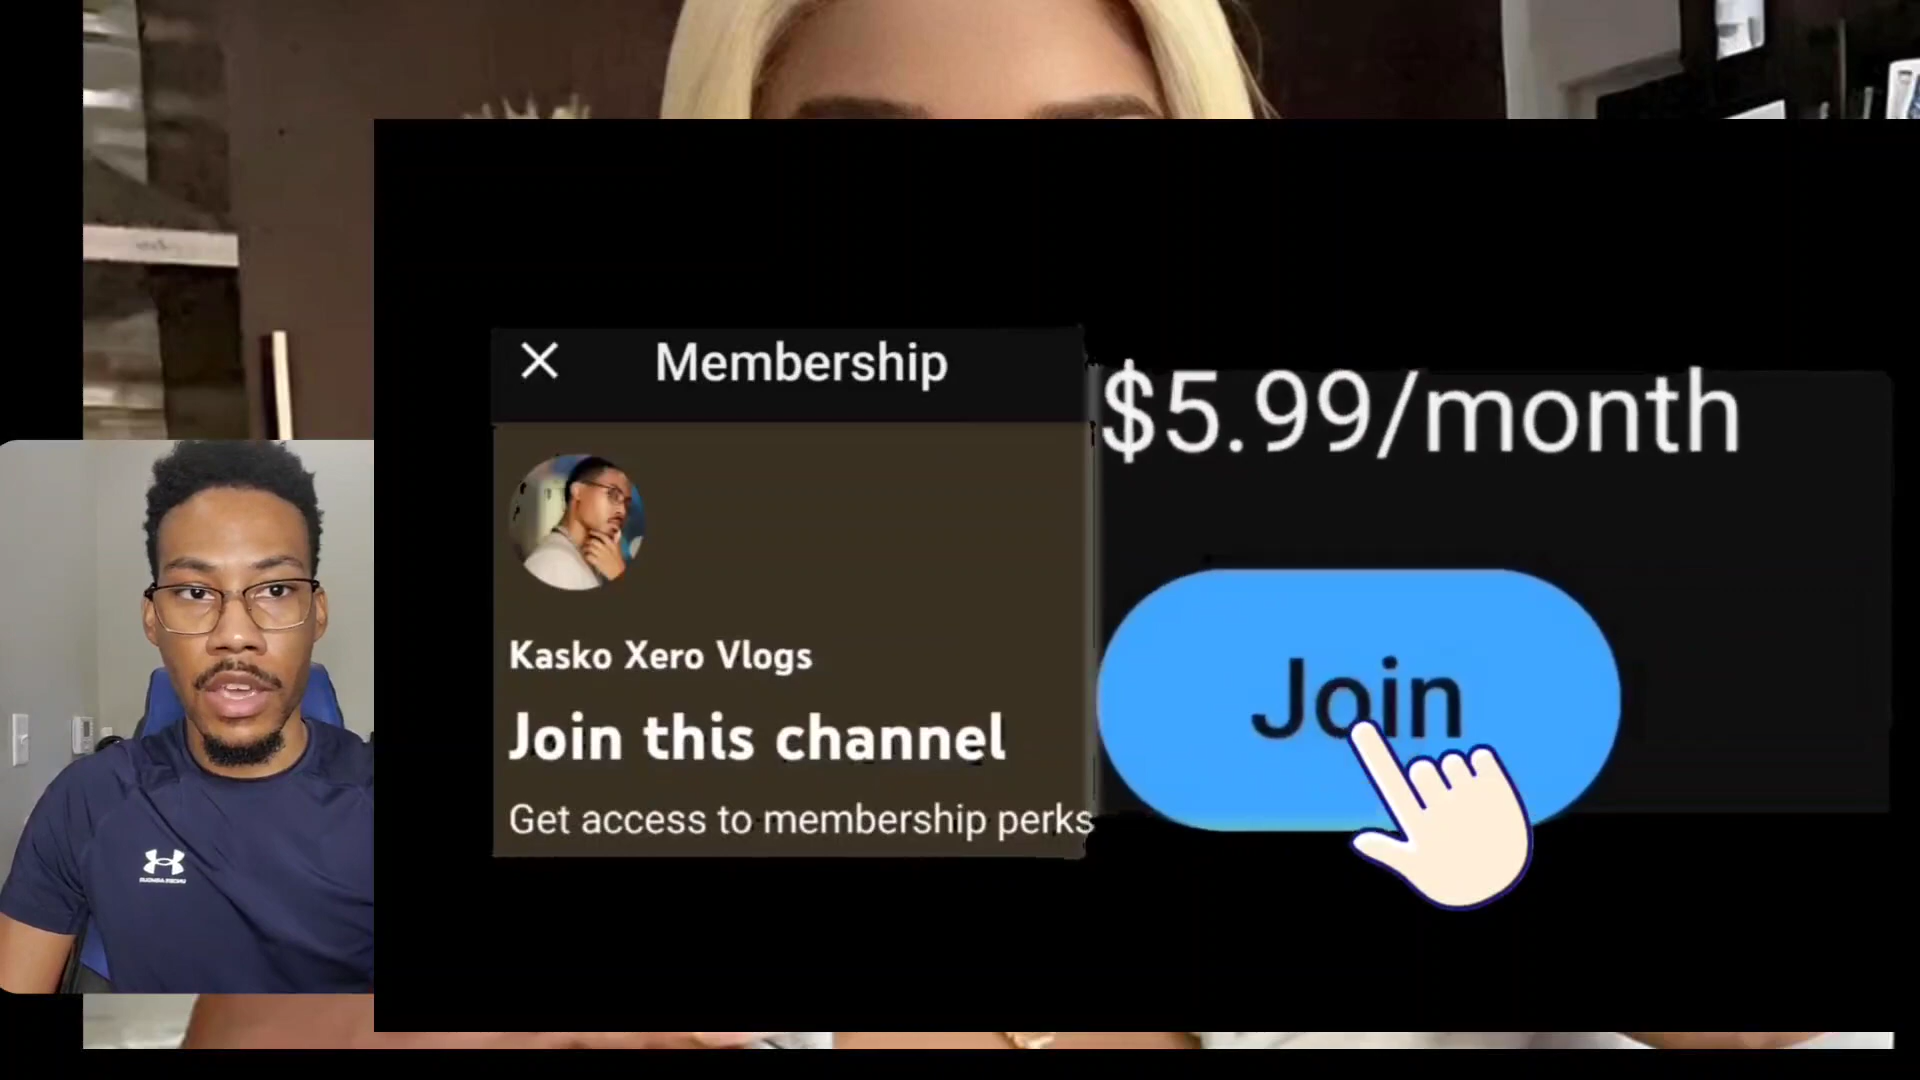 Membership
$5.99/month
Kasko Xero Vlogs
Join this channel
Get access to membership perks
Join